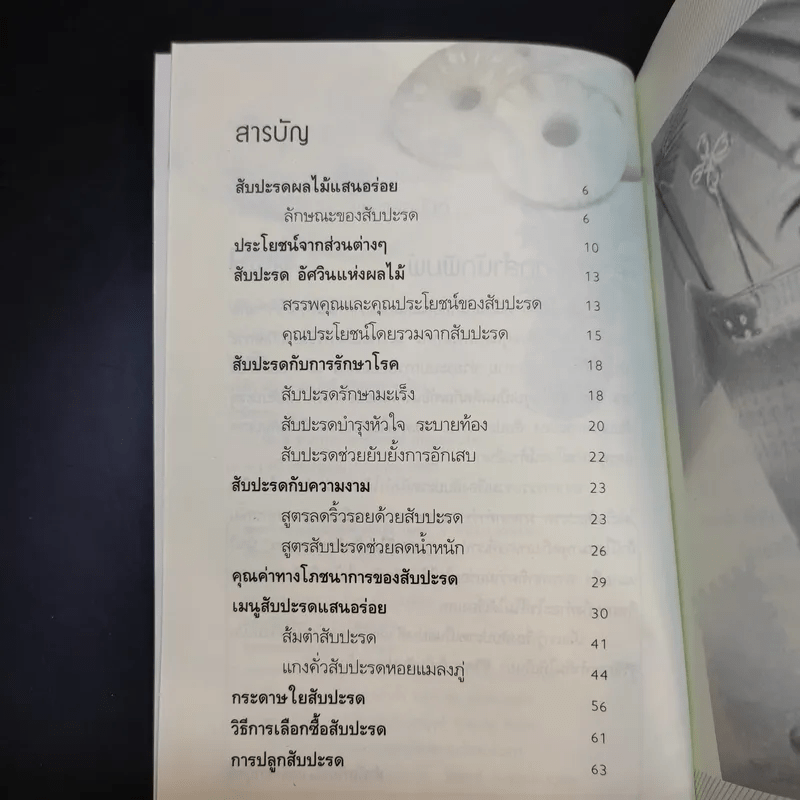 สารบัญ
สับปะรดผลไม้แสนอร่อย 6
ลักษณะของสับปะรด 6
ประโยชน์จากส่วนต่างๆ 10
สับปะรด อัศวินแห่งผลไม้ 13
สรรพคุณและคุณประโยชน์ของสับปะรด 13
คุณประโยชน์โดยรวมจากสับปะรด 15
สับปะรดกับการรักษาโรค 18
สับปะรดรักษามะเร็ง 18
สับปะรดบำรุงหัวใจ ระบายท้อง 20
สับปะรดช่วยยับยั้งการอักเสบ 22
สับปะรดกับความงาม 23
สูตรลดริ้วรอยด้วยสับปะรด 23
สูตรสับปะรดช่วยลดน้ำหนัก 26
คุณค่าทางโภชนาการของสับปะรด 29
เมนูสับปะรดแสนอร่อย 30
ส้มตำสับปะรด 41
แกงคั่วสับปะรดหอยแมลงภู่ 44
กระดาษใยสับปะรด 56
วิธีการเลือกซื้อสับปะรด 61
การปลูกสับปะรด 63